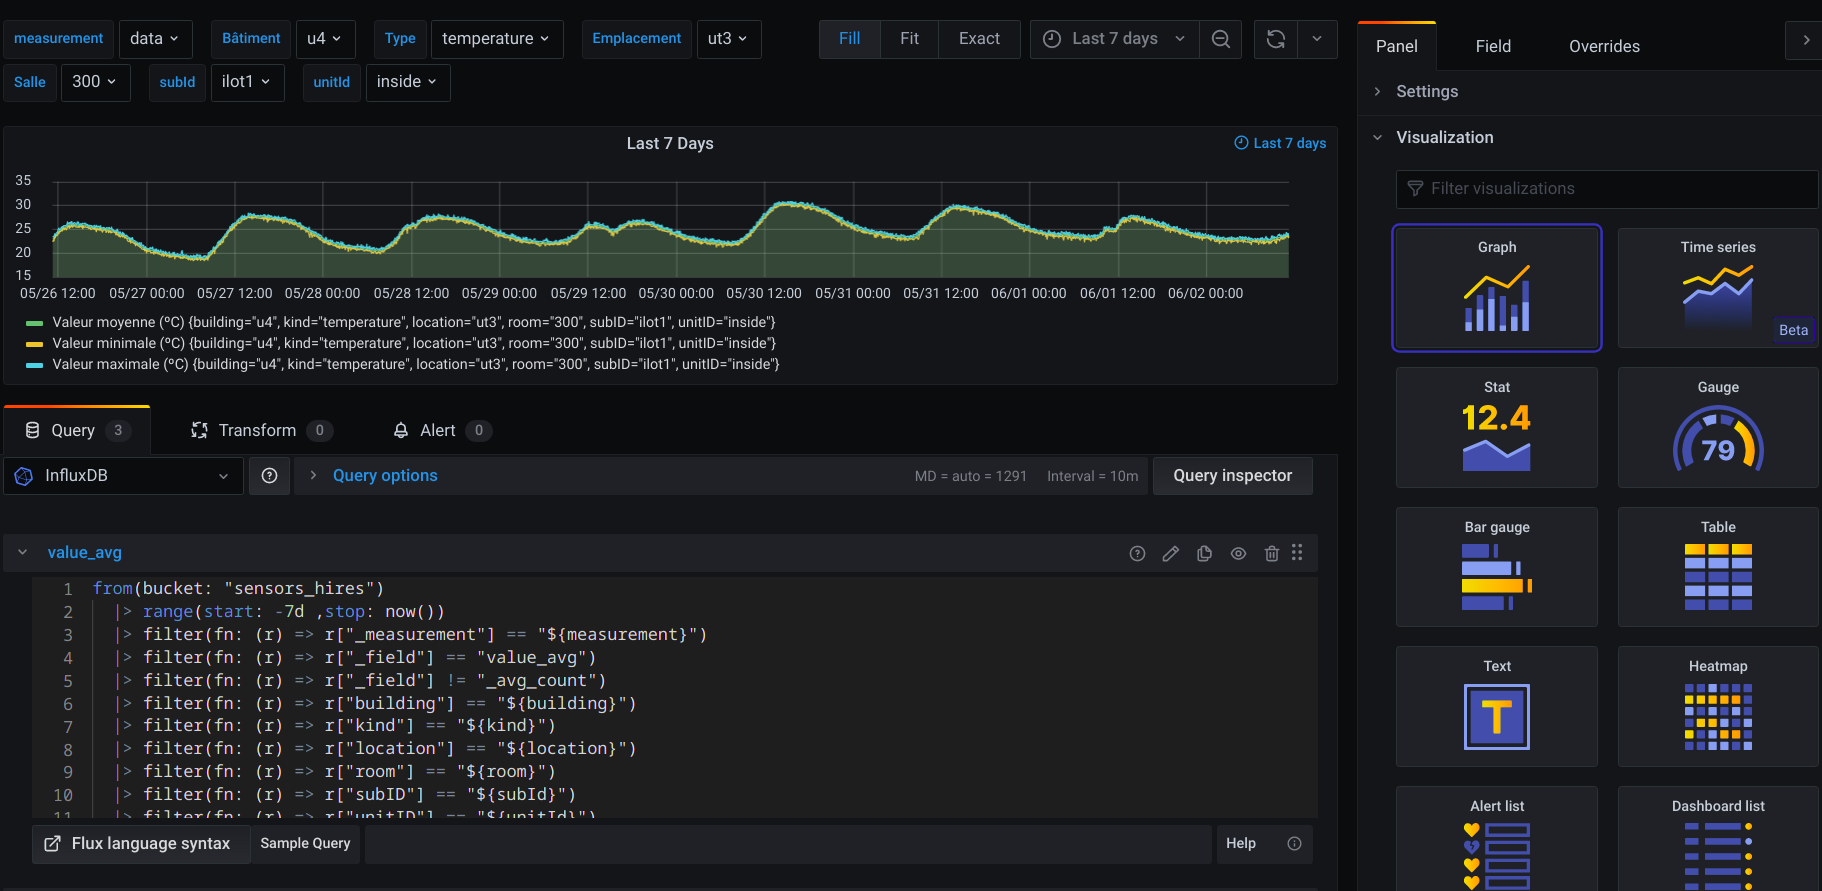 measurement data Bâtiment u4 Type temperature Emplacement ut3 Fill Fit Exact Last 7 days
Salle 300 subId ilot1 unitId inside
Last 7 Days Last 7 days
35
30
25
20
15
05/26 12:00 05/27 00:00 05/27 12:00 05/28 00:00 05/28 12:00 05/29 00:00 05/29 12:00 05/30 00:00 05/30 12:00 05/31 00:00 05/31 12:00 06/01 00:00 06/01 12:00 06/02 00:00
Valeur moyenne (ºC) {building="u4", kind="temperature", location="ut3", room="300", subID="ilot1", unitID="inside"}
Valeur minimale (ºC) {building="u4", kind="temperature", location="ut3", room="300", subID="ilot1", unitID="inside"}
Valeur maximale (ºC) {building="u4", kind="temperature", location="ut3", room="300", subID="ilot1", unitID="inside"}
Query 3 Transform 0 Alert 0
InfluxDB Query options MD = auto = 1291 Interval = 10m Query inspector
value_avg
1 from(bucket: "sensors_hires")
2 |> range(start: -7d ,stop: now())
3 |> filter(fn: (r) => r["_measurement"] == "${measurement}")
4 |> filter(fn: (r) => r["_field"] == "value_avg")
5 |> filter(fn: (r) => r["_field"] != "_avg_count")
6 |> filter(fn: (r) => r["building"] == "${building}")
7 |> filter(fn: (r) => r["kind"] == "${kind}")
8 |> filter(fn: (r) => r["location"] == "${location}")
9 |> filter(fn: (r) => r["room"] == "${room}")
10 |> filter(fn: (r) => r["subID"] == "${subId}")
11 |> filter(fn: (r) => r["unitID"] == "${unitId}")
Flux language syntax Sample Query Help
Panel Field Overrides
Settings
Visualization
Filter visualizations
Graph Time series
Beta
Stat Gauge
12.4 79
Bar gauge Table
Text Heatmap
T
Alert list Dashboard list